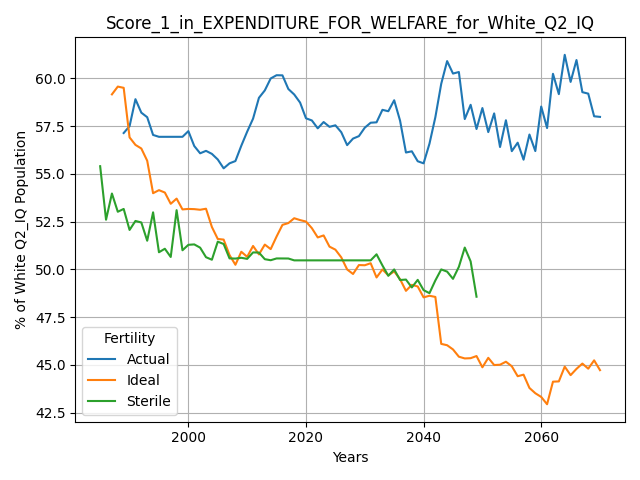 Score_1_in_EXPENDITURE_FOR_WELFARE_for_White_Q2_IQ
% of White Q2_IQ Population
60.0
57.5
55.0
52.5
50.0
47.5
45.0
42.5
Fertility
Actual
Ideal
Sterile
2000
2020
2040
2060
Years